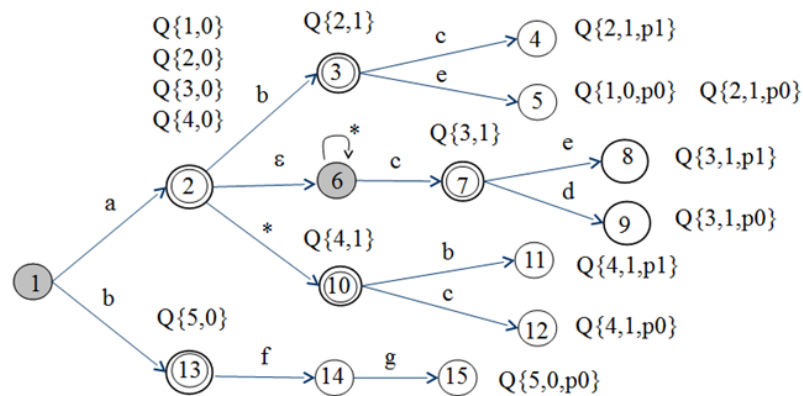 Q{1,0}
Q{2,0}
Q{3,0}
Q{4,0}
Q{2,1}
3
b
c
4
Q{2,1,p1}
e
5
Q{1,0,p0} Q{2,1,p0}
a
2
ε
*
6
c
Q{3,1}
7
e
8
Q{3,1,p1}
d
9
Q{3,1,p0}
*
Q{4,1}
10
b
11
Q{4,1,p1}
c
12
Q{4,1,p0}
1
b
Q{5,0}
13
f
14
g
15
Q{5,0,p0}